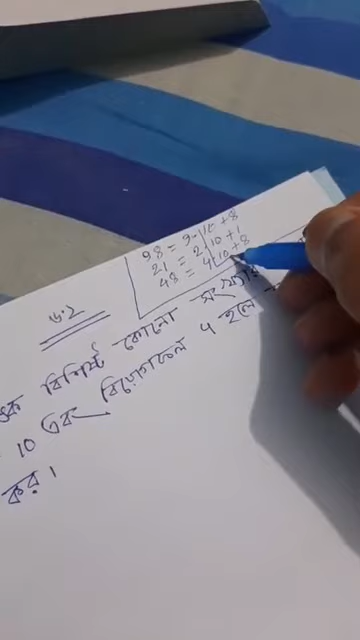 98 = 9×10 + 8
21 = 2×10 + 1
48 = 4×10 + 8
৬.২
বিশিষ্ট কোনো সংখ্যার
10 এবং বিয়োগফল 4 হলে
কর।